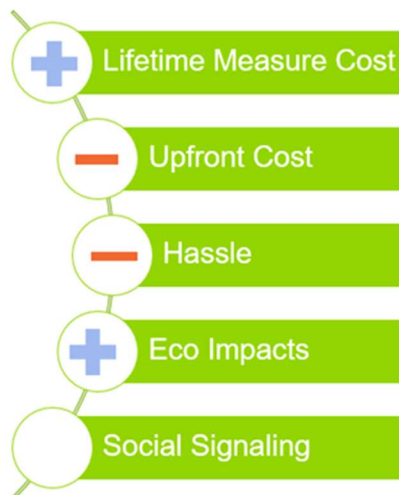 Lifetime Measure Cost
Upfront Cost
Hassle
Eco Impacts
Social Signaling